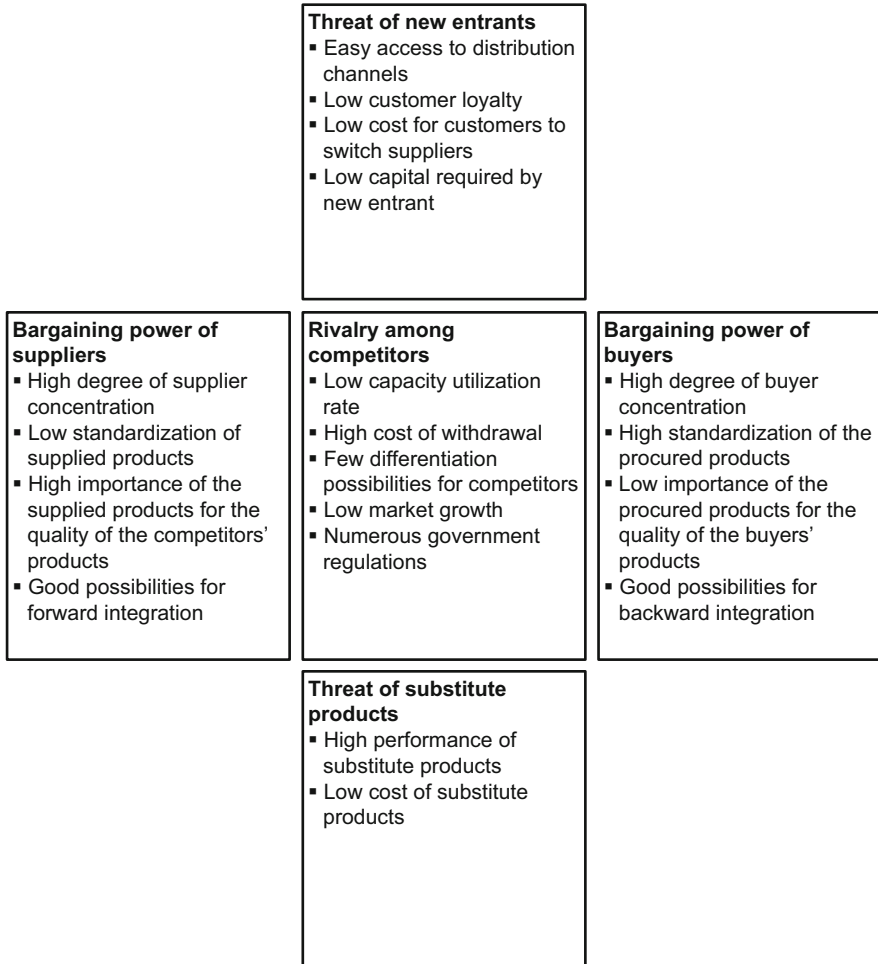 Threat of new entrants
▪ Easy access to distribution
channels
▪ Low customer loyalty
▪ Low cost for customers to
switch suppliers
▪ Low capital required by
new entrant
Bargaining power of
suppliers
▪ High degree of supplier
concentration
▪ Low standardization of
supplied products
▪ High importance of the
supplied products for the
quality of the competitors’
products
▪ Good possibilities for
forward integration
Rivalry among
competitors
▪ Low capacity utilization
rate
▪ High cost of withdrawal
▪ Few differentiation
possibilities for competitors
▪ Low market growth
▪ Numerous government
regulations
Bargaining power of
buyers
▪ High degree of buyer
concentration
▪ High standardization of the
procured products
▪ Low importance of the
procured products for the
quality of the buyers’
products
▪ Good possibilities for
backward integration
Threat of substitute
products
▪ High performance of
substitute products
▪ Low cost of substitute
products